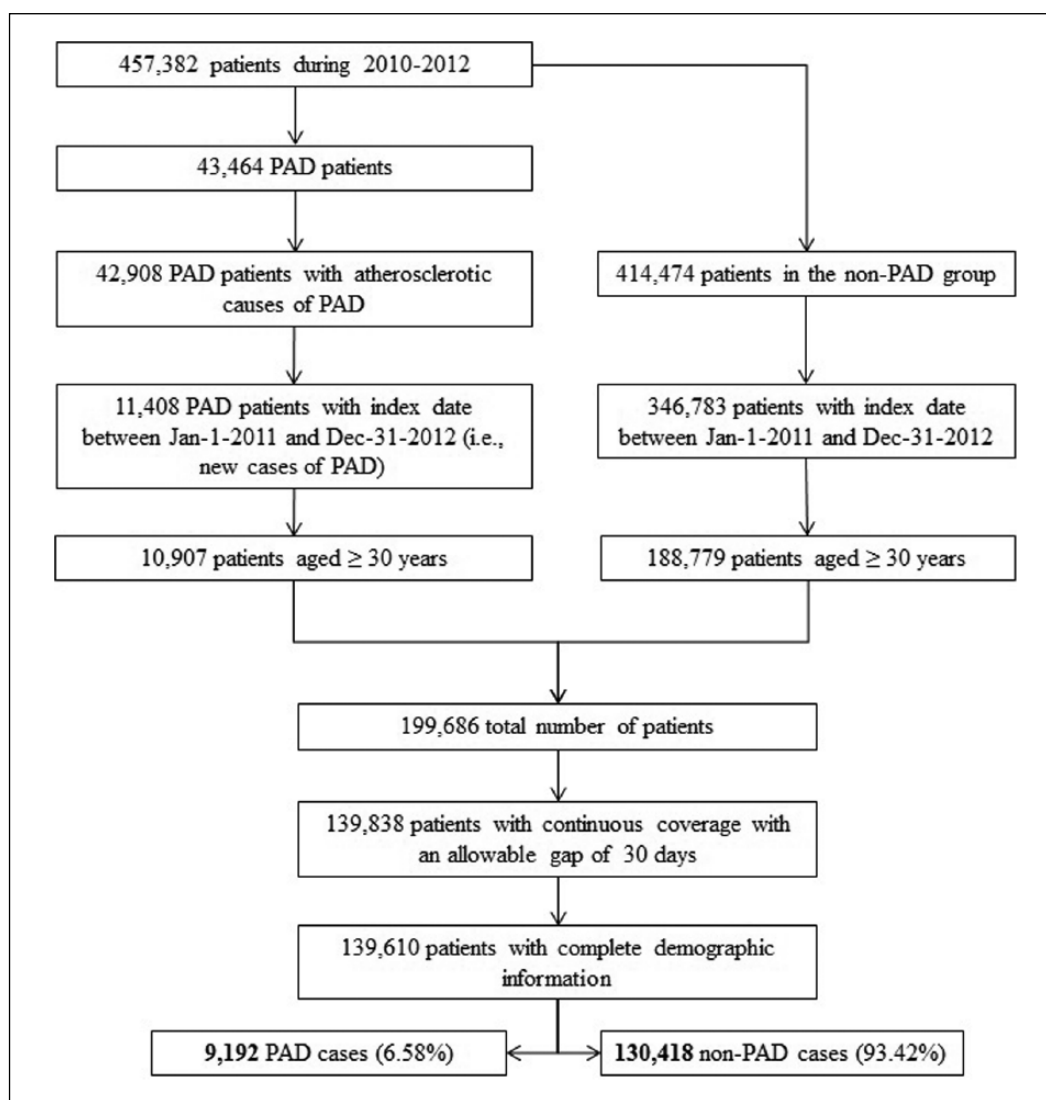 457,382 patients during 2010-2012
43,464 PAD patients
42,908 PAD patients with atherosclerotic
causes of PAD
414,474 patients in the non-PAD group
11,408 PAD patients with index date
between Jan-1-2011 and Dec-31-2012 (i.e.,
new cases of PAD)
346,783 patients with index date
between Jan-1-2011 and Dec-31-2012
10,907 patients aged ≥ 30 years
188,779 patients aged ≥ 30 years
199,686 total number of patients
139,838 patients with continuous coverage with
an allowable gap of 30 days
139,610 patients with complete demographic
information
9,192 PAD cases (6.58%)
130,418 non-PAD cases (93.42%)